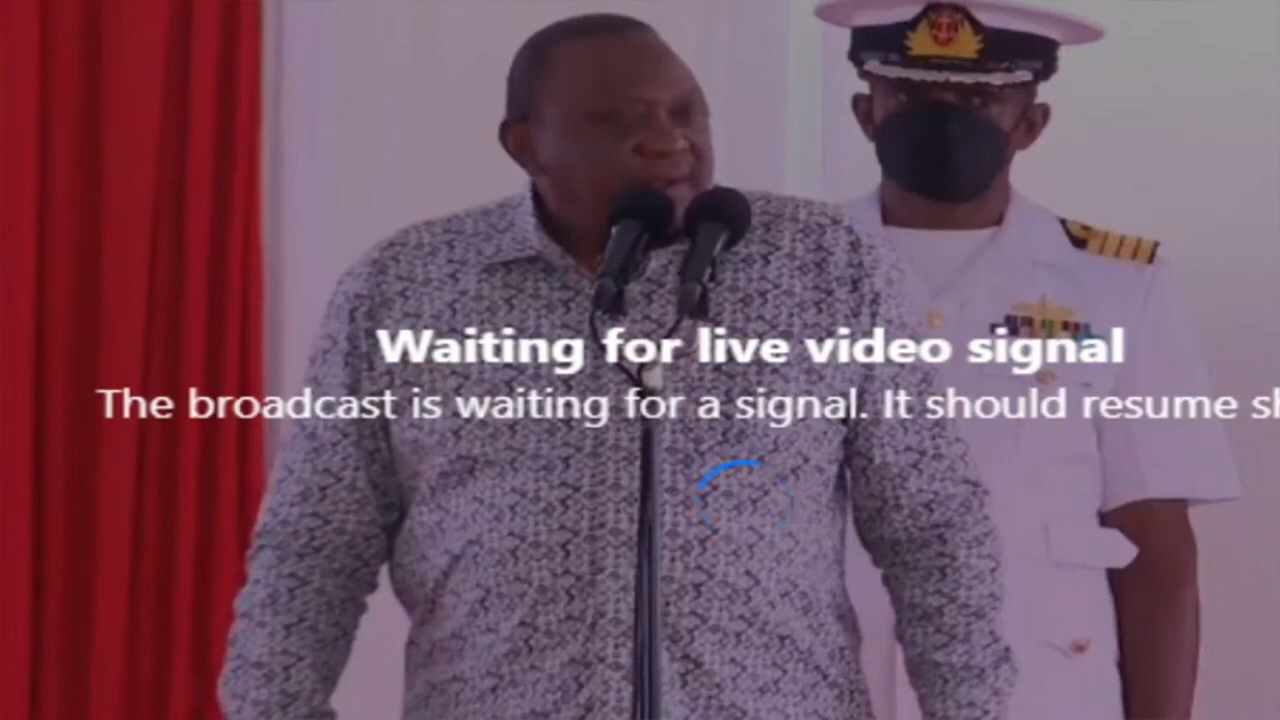 Waiting for live video signal
The broadcast is waiting for a signal. It should resume